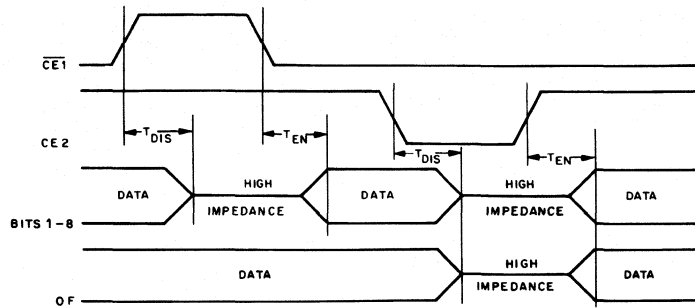 CE1
CE2
T DIS
T EN
T DIS
T EN
BITS 1-8
DATA
HIGH
IMPEDANCE
DATA
HIGH
IMPEDANCE
DATA
OF
DATA
HIGH
IMPEDANCE
DATA